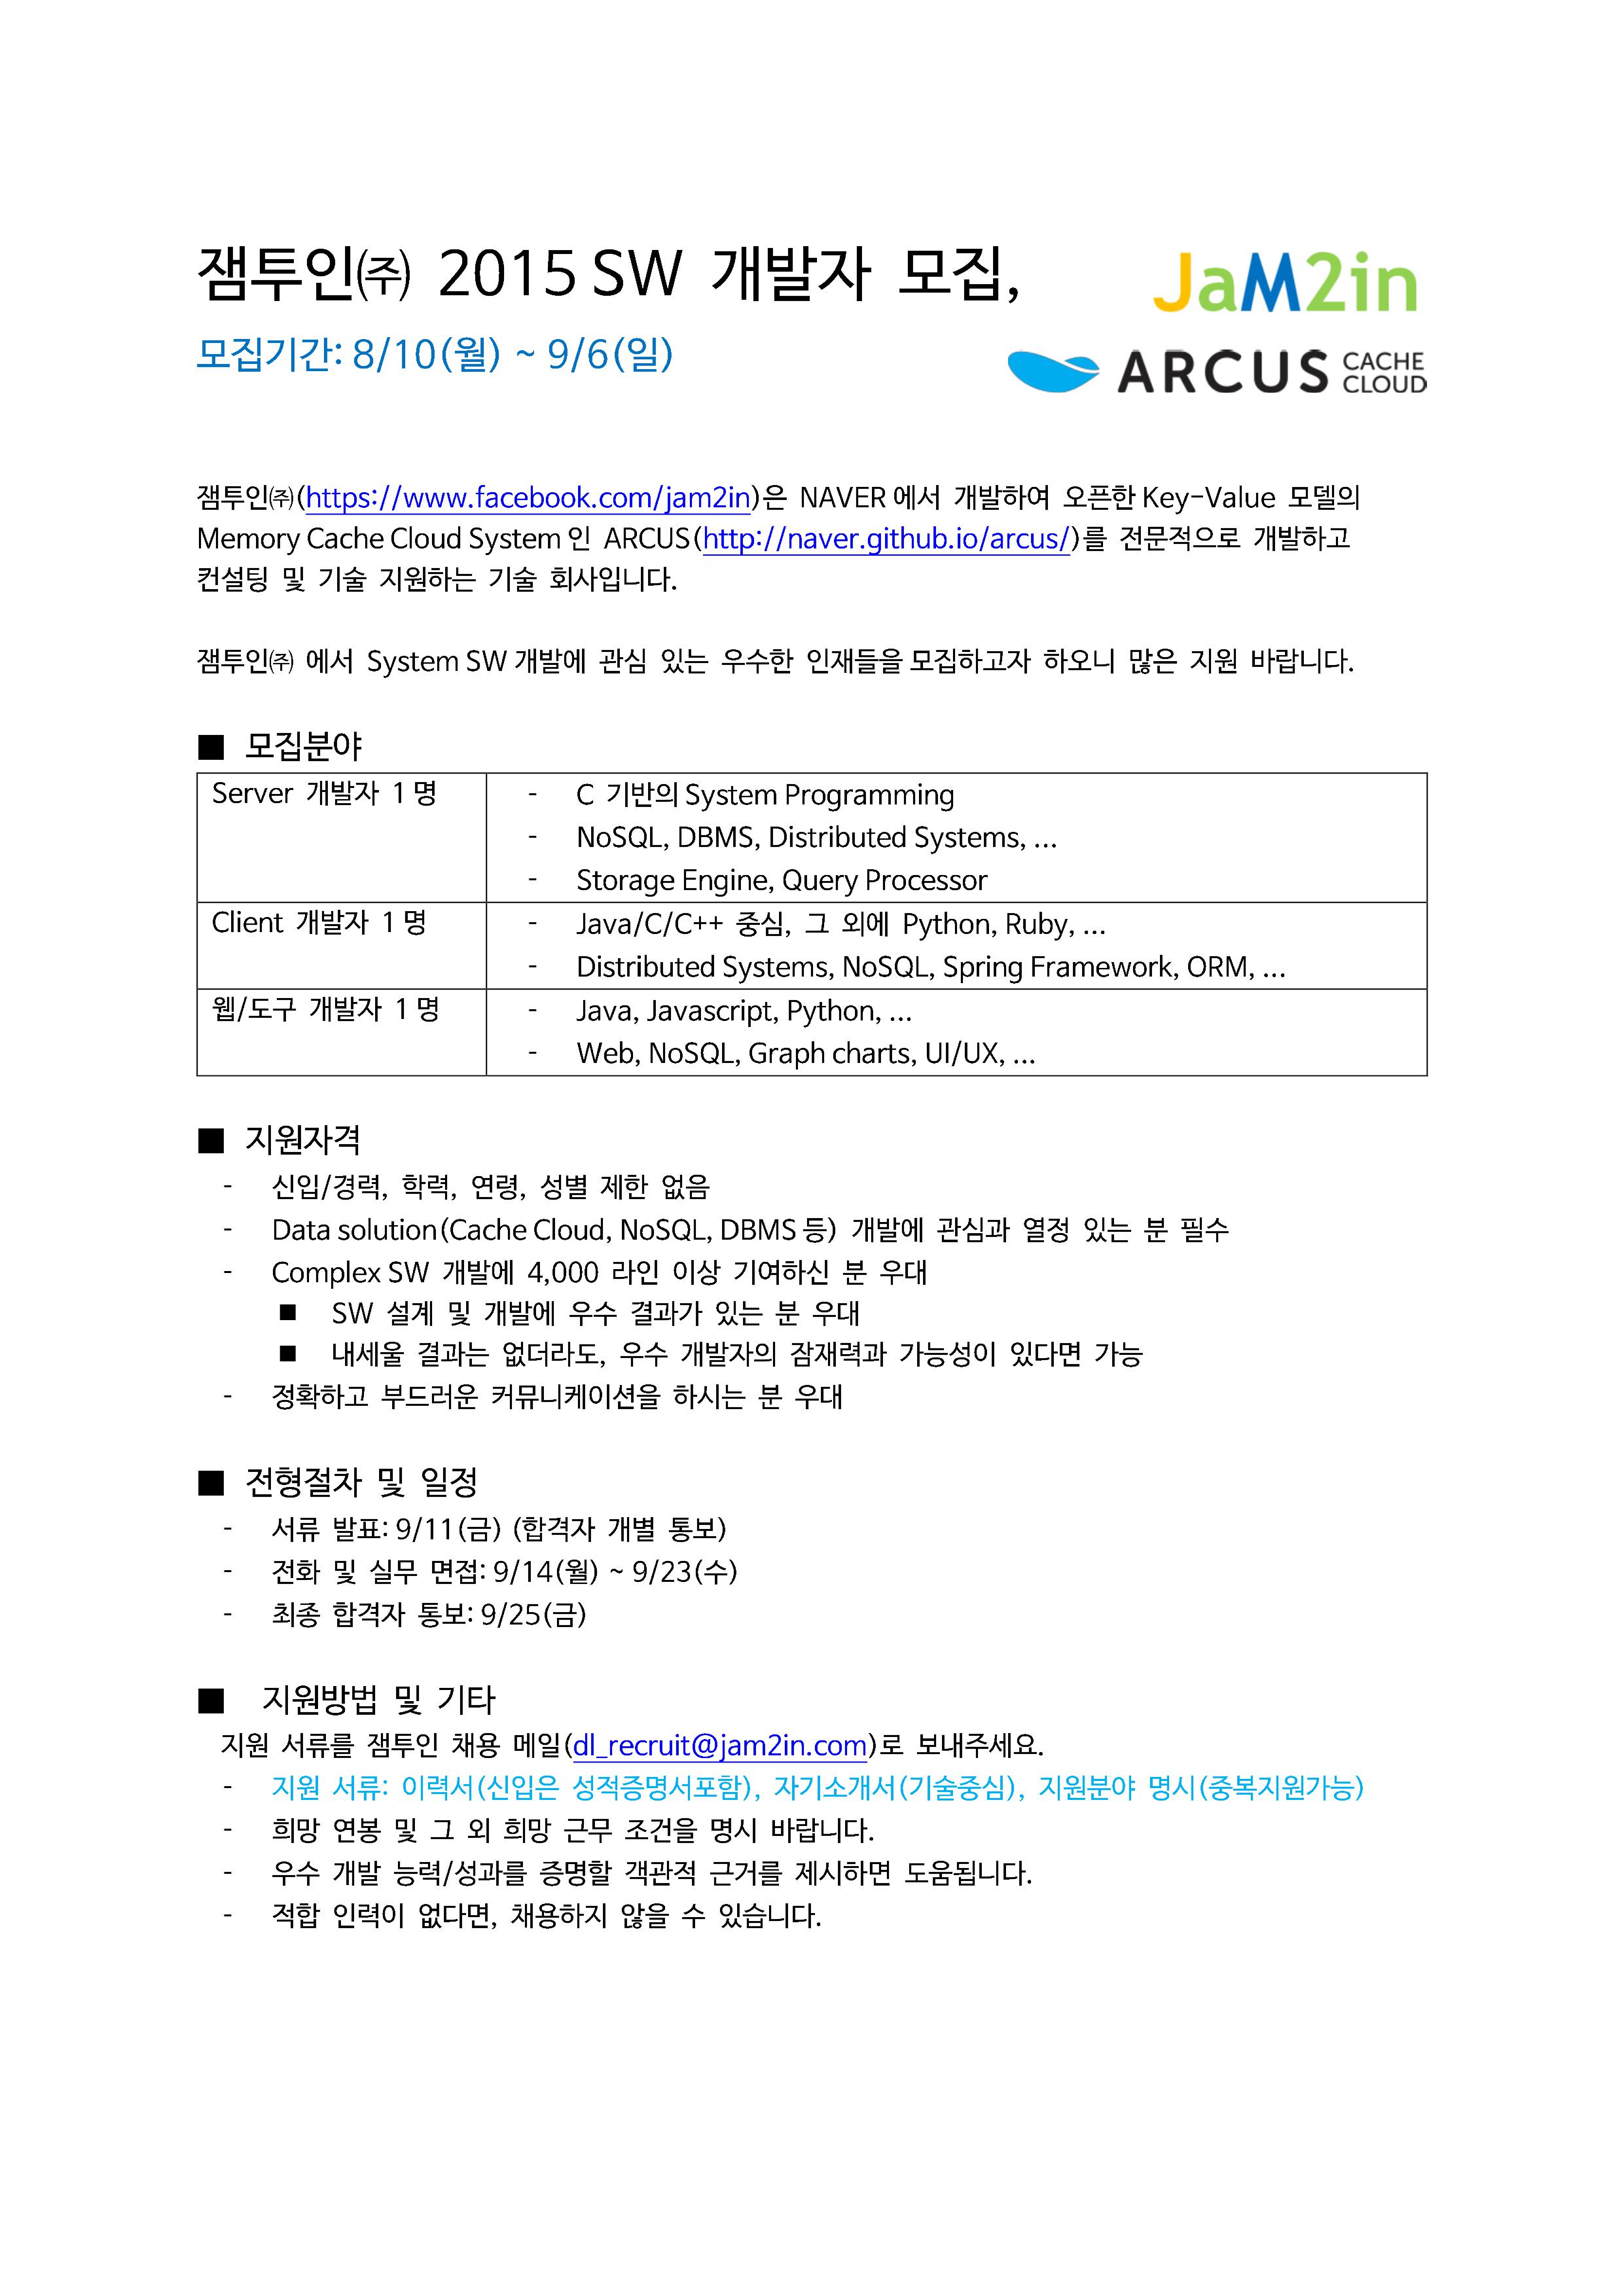 잼투인㈜ 2015 SW 개발자 모집,
JaM2in
모집기간: 8/10(월) ~ 9/6(일)
ARCUS CACHE CLOUD
잼투인㈜(https://www.facebook.com/jam2in)은 NAVER에서 개발하여 오픈한 Key-Value 모델의
Memory Cache Cloud System인 ARCUS(http://naver.github.io/arcus/)를 전문적으로 개발하고
컨설팅 및 기술 지원하는 기술 회사입니다.
잼투인㈜ 에서 System SW 개발에 관심 있는 우수한 인재들을 모집하고자 하오니 많은 지원 바랍니다.
■ 모집분야
Server 개발자 1명
- C 기반의 System Programming
- NoSQL, DBMS, Distributed Systems, …
- Storage Engine, Query Processor
Client 개발자 1명
- Java/C/C++ 중심, 그 외에 Python, Ruby, …
- Distributed Systems, NoSQL, Spring Framework, ORM, …
웹/도구 개발자 1명
- Java, Javascript, Python, …
- Web, NoSQL, Graph charts, UI/UX, …
■ 지원자격
- 신입/경력, 학력, 연령, 성별 제한 없음
- Data solution(Cache Cloud, NoSQL, DBMS등) 개발에 관심과 열정 있는 분 필수
- Complex SW 개발에 4,000 라인 이상 기여하신 분 우대
■ SW 설계 및 개발에 우수 결과가 있는 분 우대
■ 내세울 결과는 없더라도, 우수 개발자의 잠재력과 가능성이 있다면 가능
- 정확하고 부드러운 커뮤니케이션을 하시는 분 우대
■ 전형절차 및 일정
- 서류 발표: 9/11(금) (합격자 개별 통보)
- 전화 및 실무 면접: 9/14(월) ~ 9/23(수)
- 최종 합격자 통보: 9/25(금)
■ 지원방법 및 기타
지원 서류를 잼투인 채용 메일(dl_recruit@jam2in.com)로 보내주세요.
- 지원 서류: 이력서(신입은 성적증명서포함), 자기소개서(기술중심), 지원분야 명시(중복지원가능)
- 희망 연봉 및 그 외 희망 근무 조건을 명시 바랍니다.
- 우수 개발 능력/성과를 증명할 객관적 근거를 제시하면 도움됩니다.
- 적합 인력이 없다면, 채용하지 않을 수 있습니다.